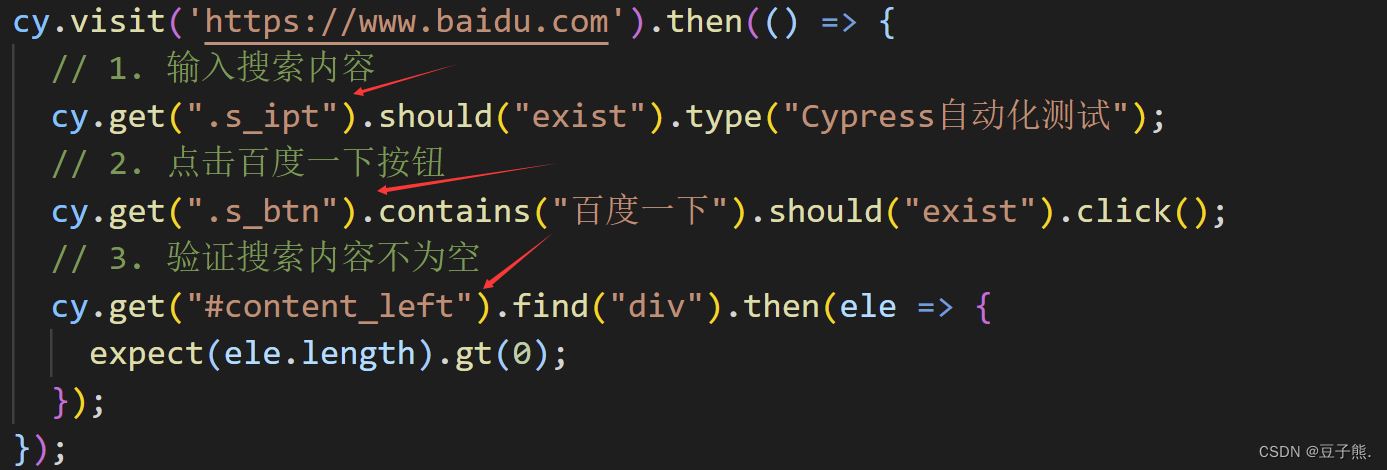 cy.visit('https://www.baidu.com').then(() => {
// 1. 输入搜索内容
cy.get(".s_ipt").should("exist").type("Cypress自动化测试");
// 2. 点击百度一下按钮
cy.get(".s_btn").contains("百度一下").should("exist").click();
// 3. 验证搜索内容不为空
cy.get("#content_left").find("div").then(ele => {
expect(ele.length).gt(0);
});
});
CSDN @豆子熊.